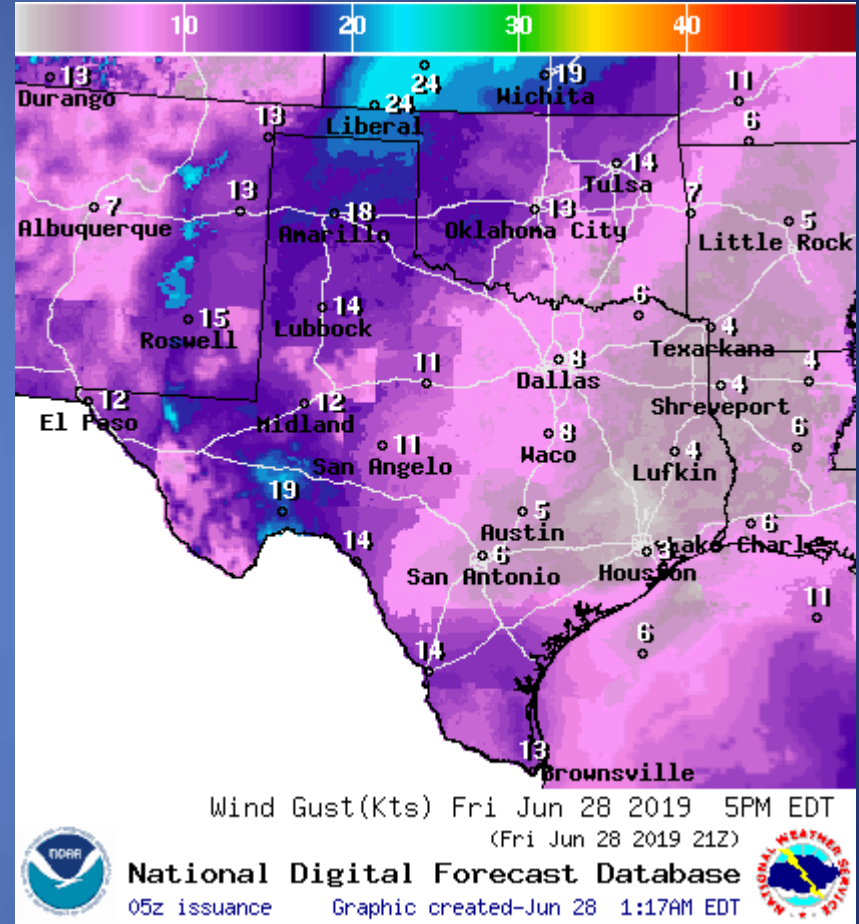 10 20 30 40
13 24 19 11
Durango Wichita
24
13 Liberal 6
14
Tulsa
7 13 18 13 7 5
Albuquerque Amarillo Oklahoma City Little Rock
15 14 6 4
Roswell Lubbock Texarkana
11 8 4 4
Dallas Shreveport
12 12
El Paso Midland
11 8 4 6
San Angelo Waco Lufkin
19 5 6
Austin
14 6 3
San Antonio Houston
6 11
14
13
Brownsville
Wind Gust(Kts) Fri Jun 28 2019 5PM EDT
(Fri Jun 28 2019 21Z)
NOAA
NATIONAL WEATHER SERVICE
National Digital Forecast Database
05z issuance Graphic created-Jun 28 1:17AM EDT